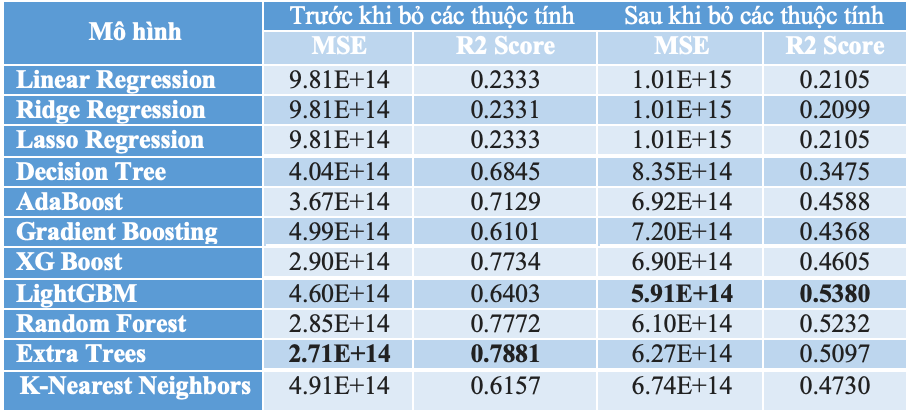 Mô hình Trước khi bỏ các thuộc tính Sau khi bỏ các thuộc tính
MSE R2 Score MSE R2 Score
Linear Regression 9.81E+14 0.2333 1.01E+15 0.2105
Ridge Regression 9.81E+14 0.2331 1.01E+15 0.2099
Lasso Regression 9.81E+14 0.2333 1.01E+15 0.2105
Decision Tree 4.04E+14 0.6845 8.35E+14 0.3475
AdaBoost 3.67E+14 0.7129 6.92E+14 0.4588
Gradient Boosting 4.99E+14 0.6101 7.20E+14 0.4368
XG Boost 2.90E+14 0.7734 6.90E+14 0.4605
LightGBM 4.60E+14 0.6403 5.91E+14 0.5380
Random Forest 2.85E+14 0.7772 6.10E+14 0.5232
Extra Trees 2.71E+14 0.7881 6.27E+14 0.5097
K-Nearest Neighbors 4.91E+14 0.6157 6.74E+14 0.4730